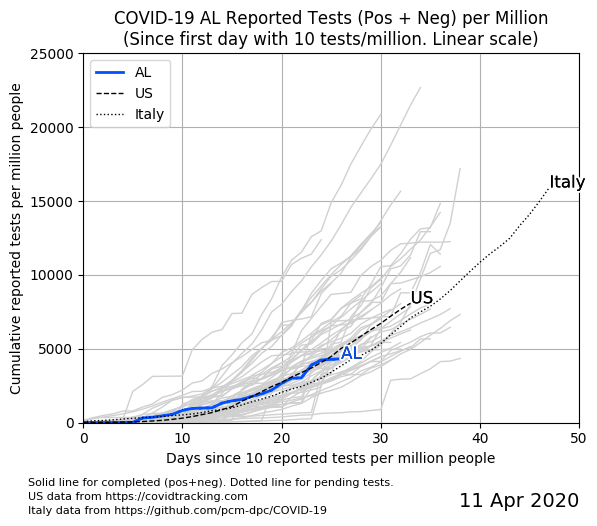 COVID-19 AL Reported Tests (Pos + Neg) per Million
(Since first day with 10 tests/million. Linear scale)
Cumulative reported tests per million people
25000
20000
15000
10000
5000
0
AL
US
Italy
Italy
US
AL
0 10 20 30 40 50
Days since 10 reported tests per million people
Solid line for completed (pos+neg). Dotted line for pending tests.
US data from https://covidtracking.com
Italy data from https://github.com/pcm-dpc/COVID-19
11 Apr 2020